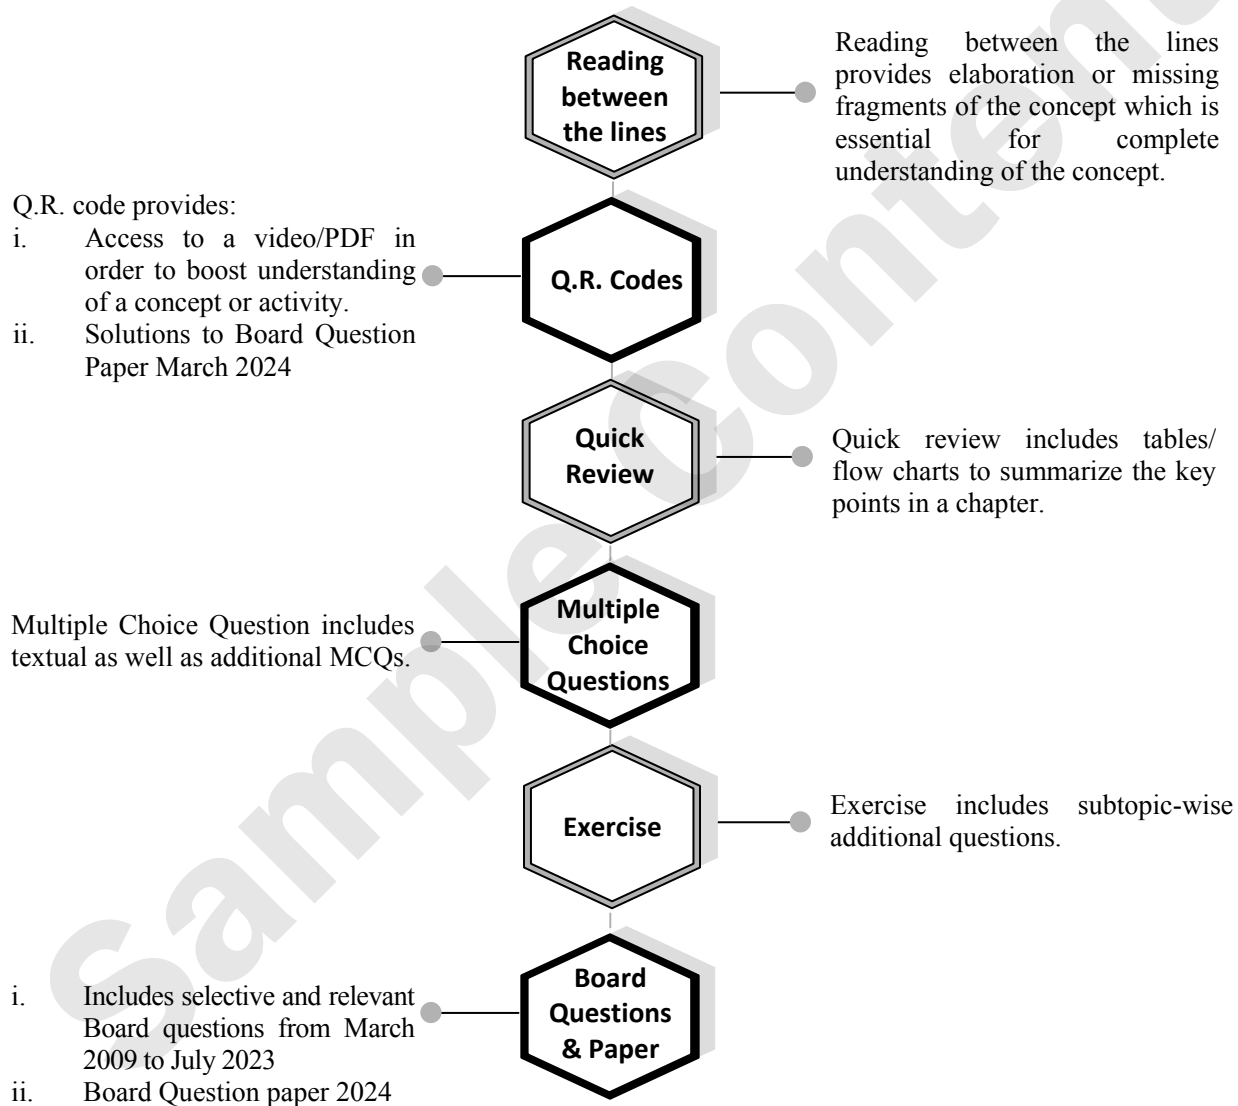 Reading
between
the lines
Reading between the lines
provides elaboration or missing
fragments of the concept which is
essential for complete
understanding of the concept.
Q.R. code provides:
i. Access to a video/PDF in
order to boost understanding
of a concept or activity.
ii. Solutions to Board Question
Paper March 2024
Q.R. Codes
Quick
Review
Quick review includes tables/
flow charts to summarize the key
points in a chapter.
Multiple Choice Question includes
textual as well as additional MCQs.
Multiple
Choice
Questions
Exercise
Exercise includes subtopic-wise
additional questions.
i. Includes selective and relevant
Board questions from March
2009 to July 2023
ii. Board Question paper 2024
Board
Questions
& Paper
Sample Content